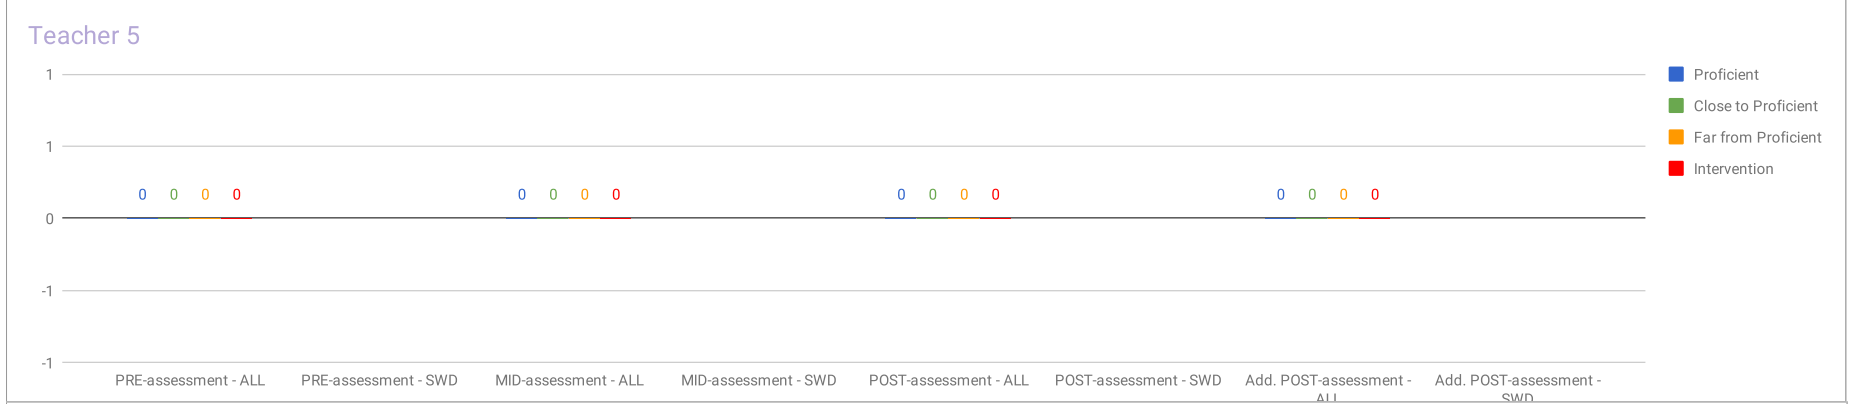 Teacher 5
1
1
0
-1
-1
0 0 0 0
0 0 0 0
0 0 0 0
0 0 0 0
PRE-assessment - ALL
PRE-assessment - SWD
MID-assessment - ALL
MID-assessment - SWD
POST-assessment - ALL
POST-assessment - SWD
Add. POST-assessment -
ALL
Add. POST-assessment -
SWD
Proficient
Close to Proficient
Far from Proficient
Intervention